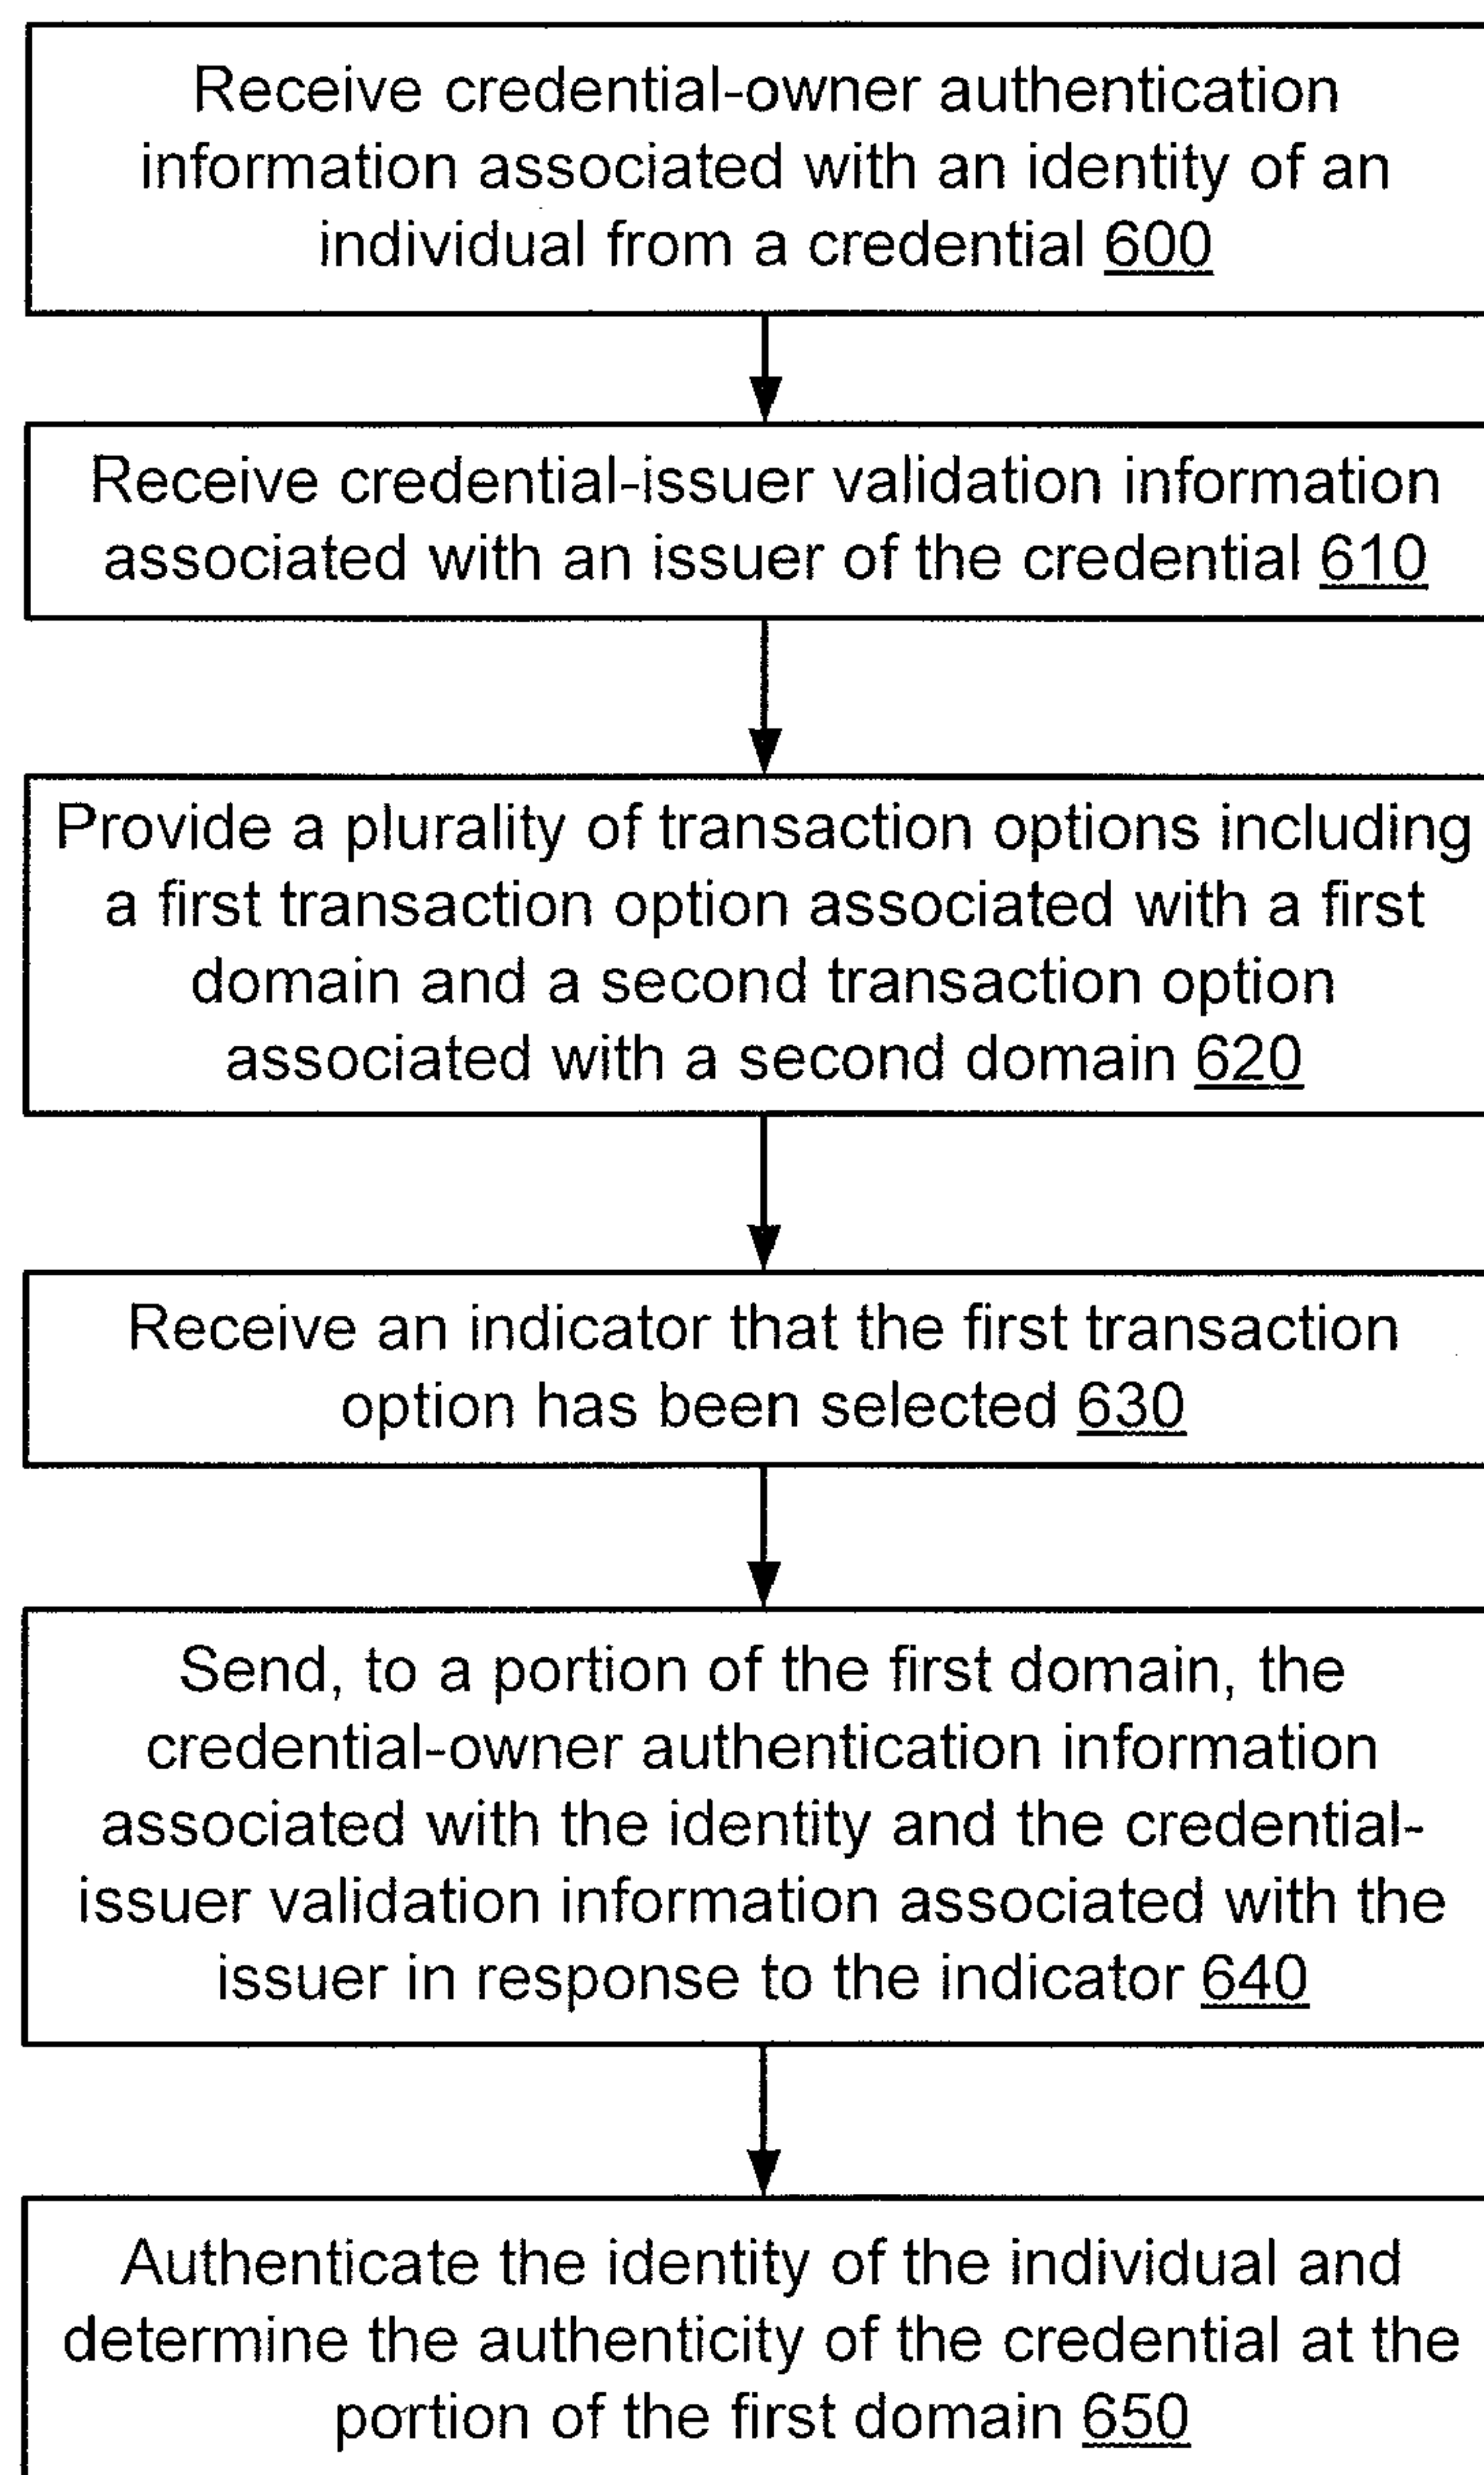 Receive credential-owner authentication
information associated with an identity of an
individual from a credential 600
Receive credential-issuer validation information
associated with an issuer of the credential 610
Provide a plurality of transaction options including
a first transaction option associated with a first
domain and a second transaction option
associated with a second domain 620
Receive an indicator that the first transaction
option has been selected 630
Send, to a portion of the first domain, the
credential-owner authentication information
associated with the identity and the credential-
issuer validation information associated with the
issuer in response to the indicator 640
Authenticate the identity of the individual and
determine the authenticity of the credential at the
portion of the first domain 650